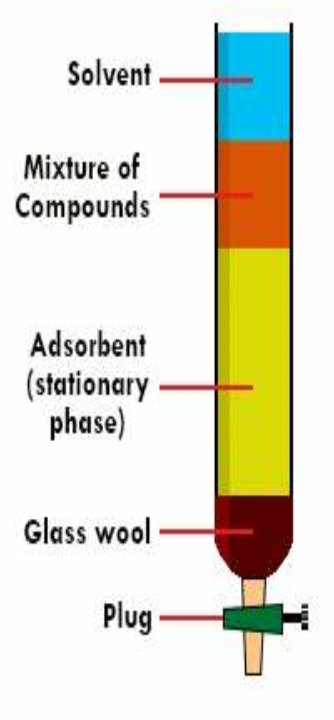 Solvent
Mixture of
Compounds
Adsorbent
(stationary
phase)
Glass wool
Plug